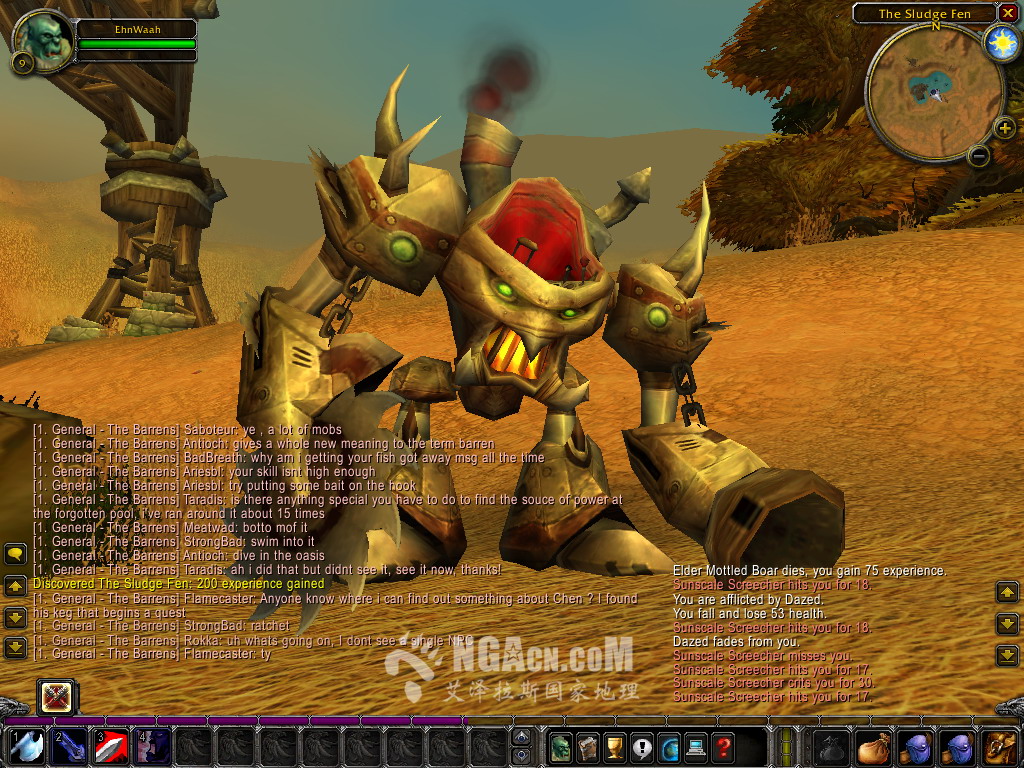 EhnWaah
9
The Sludge Fen
N
[1. General - The Barrens] Saboteur: ye , a lot of mobs
[1. General - The Barrens] Antioch: gives a whole new meaning to the term barren
[1. General - The Barrens] BadBreath: why am i getting your fish got away msg all the time
[1. General - The Barrens] Ariesbi: your skill isnt high enough
[1. General - The Barrens] Ariesbi: try putting some bait on the hook
[1. General - The Barrens] Taradis: is there anything special you have to do to find the souce of power at
the forgotten pool, i've ran around it about 15 times
[1. General - The Barrens] Meatwad: botto mof it
[1. General - The Barrens] StrongBad: swim into it
[1. General - The Barrens] Antioch: dive in the oasis
[1. General - The Barrens] Taradis: ah i did that but didnt see it, see it now, thanks!
Discovered The Sludge Fen: 200 experience gained
[1. General - The Barrens] Flamecaster: Anyone know where i can find out something about Chen ? I found
his keg that begins a quest
[1. General - The Barrens] StrongBad: ratchet
[1. General - The Barrens] Rokka: uh whats going on, I dont see a single NPC
[1. General - The Barrens] Flamecaster: ty
Elder Mottled Boar dies, you gain 75 experience.
Sunscale Screecher hits you for 18.
You are afflicted by Dazed.
You fall and lose 53 health.
Sunscale Screecher hits you for 18.
Dazed fades from you.
Sunscale Screecher misses you.
Sunscale Screecher hits you for 17.
Sunscale Screecher crits you for 30.
Sunscale Screecher hits you for 17.
NGACN.COM
艾泽拉斯国家地理
1 2 3 4